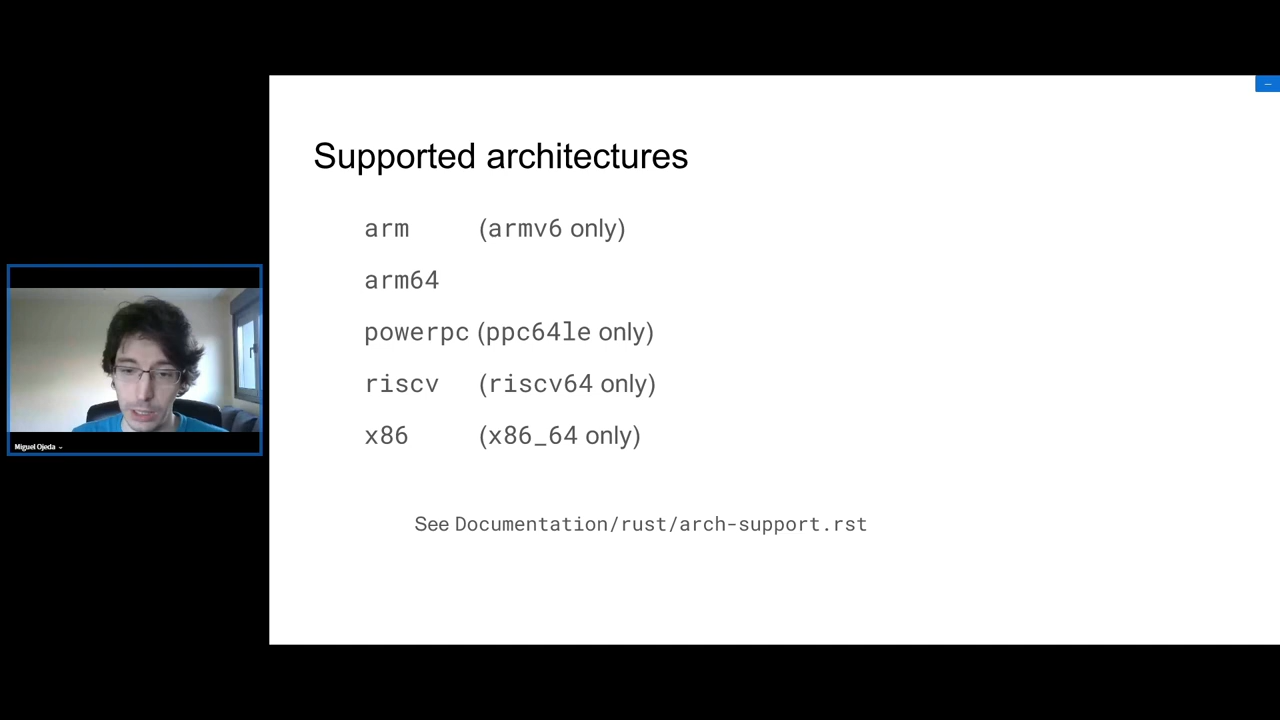 Supported architectures
arm (armv6 only)
arm64
powerpc (ppc64le only)
riscv (riscv64 only)
x86 (x86_64 only)
See Documentation/rust/arch-support.rst
Miguel Ojeda